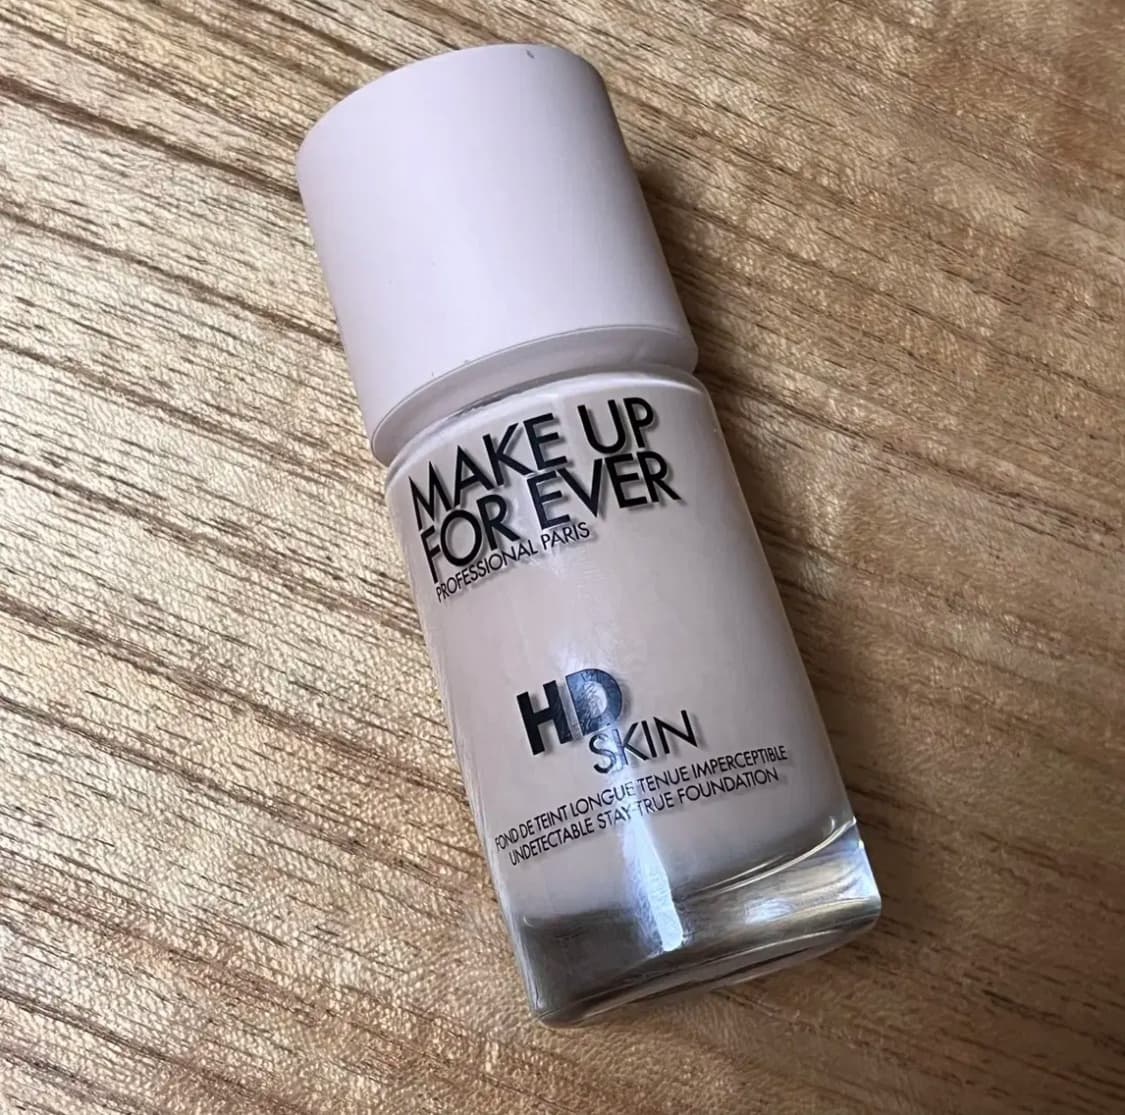 MAKE UP
FOR EVER
PROFESSIONAL PARIS
HD
SKIN
FOND DE TEINT LONGUE TENUE IMPERCEPTIBLE
UNDETECTABLE STAY-TRUE FOUNDATION